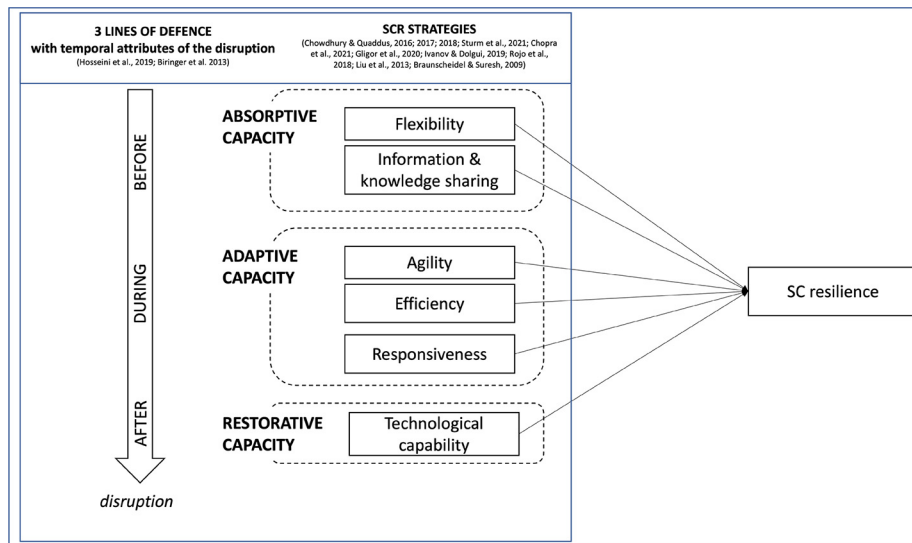 3 LINES OF DEFENCE
with temporal attributes of the disruption
(Hosseini et al., 2019; Biringer et al. 2013)
SCR STRATEGIES
(Chowdhury & Quaddus, 2016; 2017; 2018; Sturm et al., 2021; Chopra
et al., 2021; Gligor et al., 2020; Ivanov & Dolgui, 2019; Rojo et al.,
2018; Liu et al., 2013; Braunscheidel & Suresh, 2009)
BEFORE
DURING
AFTER
disruption
ABSORPTIVE
CAPACITY
Flexibility
Information &
knowledge sharing
ADAPTIVE
CAPACITY
Agility
Efficiency
Responsiveness
RESTORATIVE
CAPACITY
Technological
capability
SC resilience